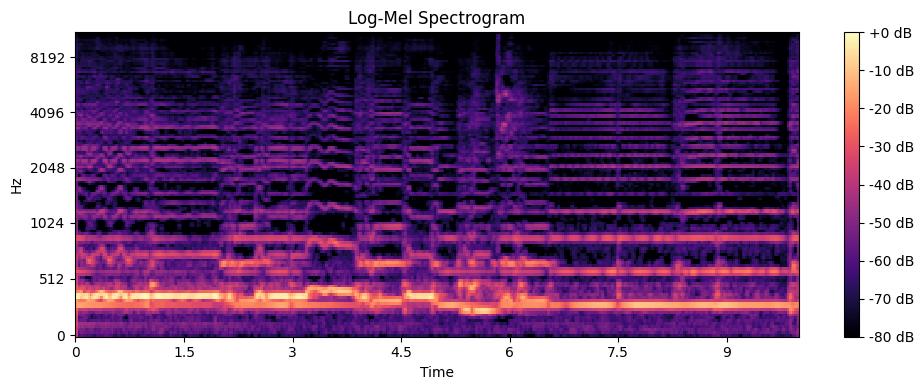 Log-Mel Spectrogram
8192
4096
2048
1024
512
0
Hz
0 1.5 3 4.5 6 7.5 9
Time
+0 dB
-10 dB
-20 dB
-30 dB
-40 dB
-50 dB
-60 dB
-70 dB
-80 dB